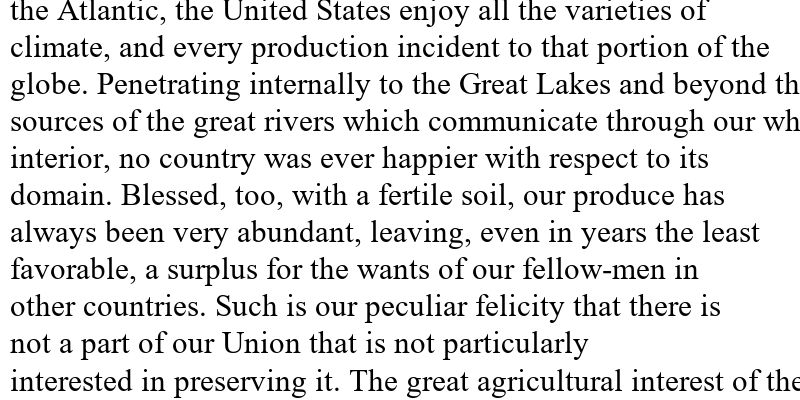 the Atlantic, the United States enjoy all the varieties of
climate, and every production incident to that portion of the
globe. Penetrating internally to the Great Lakes and beyond th
sources of the great rivers which communicate through our wh
interior, no country was ever happier with respect to its
domain. Blessed, too, with a fertile soil, our produce has
always been very abundant, leaving, even in years the least
favorable, a surplus for the wants of our fellow-men in
other countries. Such is our peculiar felicity that there is
not a part of our Union that is not particularly
interested in preserving it. The great agricultural interest of the